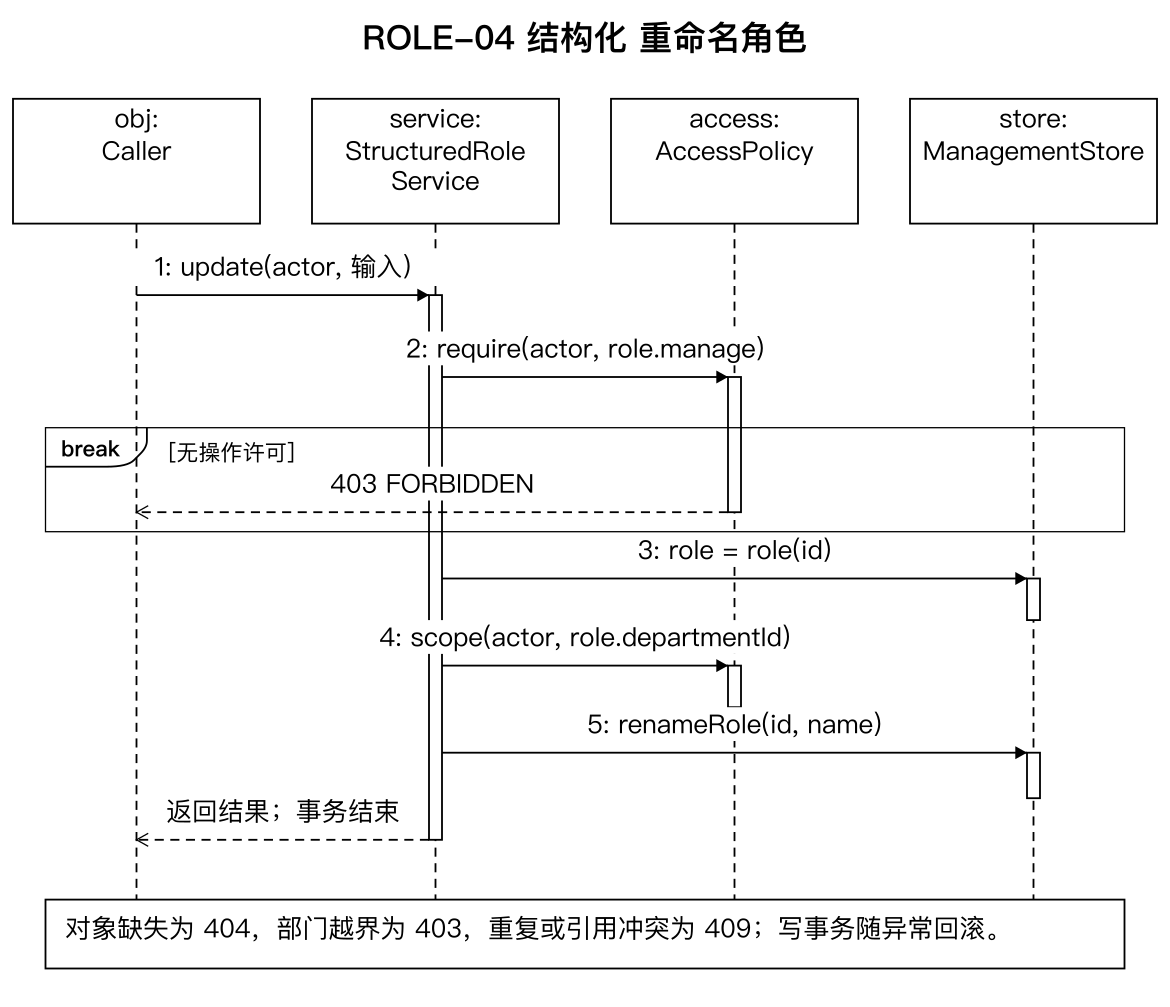 ROLE-04 结构化 重命名角色
obj:
Caller
service:
StructuredRole
Service
access:
AccessPolicy
store:
ManagementStore
1: update(actor, 输入)
2: require(actor, role.manage)
break
[无操作许可]
403 FORBIDDEN
3: role = role(id)
4: scope(actor, role.departmentId)
5: renameRole(id, name)
返回结果；事务结束
对象缺失为 404，部门越界为 403，重复或引用冲突为 409；写事务随异常回滚。